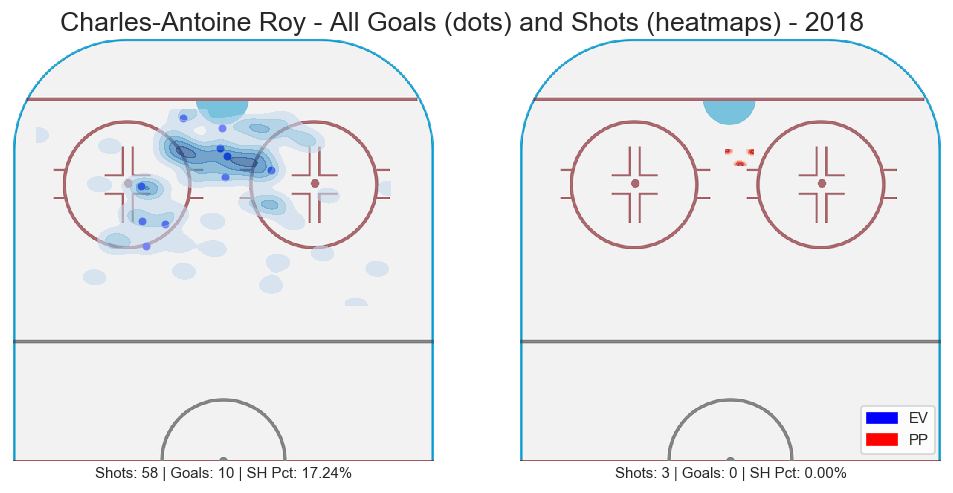 Charles-Antoine Roy - All Goals (dots) and Shots (heatmaps) - 2018
EV
PP
Shots: 58 | Goals: 10 | SH Pct: 17.24%
Shots: 3 | Goals: 0 | SH Pct: 0.00%